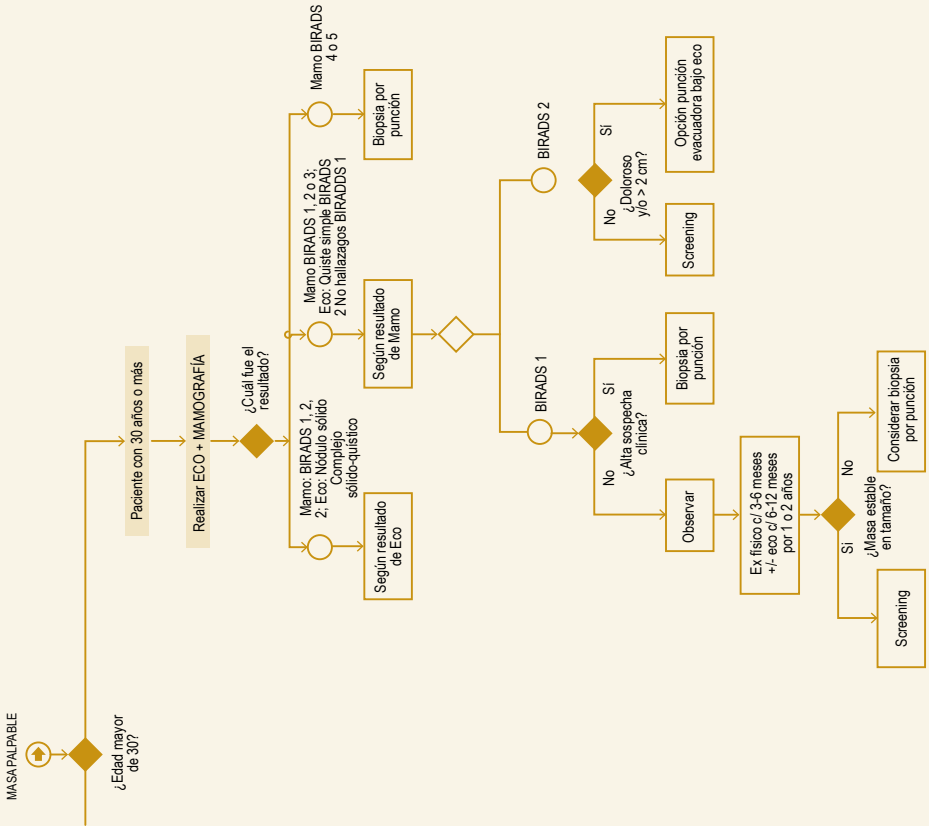 MASA PALPABLE
¿Edad mayor
de 30?
Paciente con 30 años o más
Realizar ECO + MAMOGRAFÍA
¿Cuál fue el
resultado?
Mamo: BIRADS 1, 2,
2; Eco: Nódulo sólido
Complejo
sólido-quístico
Según resultado
de Eco
Mamo BIRADS 1, 2 o 3;
Eco: Quiste simple BIRADS
2 No hallazagos BIRADDS 1
Según resultado
de Mamo
Mamo BIRADS
4 o 5
Biopsia por
punción
BIRADS 1
¿Alta sospecha
clínica?
No
Sí
Observar
Biopsia por
punción
Ex físico c/ 3-6 meses
+/- eco c/ 6-12 meses
por 1 o 2 años
¿Masa estable
en tamaño?
Si
No
Screening
Considerar biopsia
por punción
BIRADS 2
¿Doloroso
y/o > 2 cm?
No
Sí
Screening
Opción punción
evacuadora bajo eco